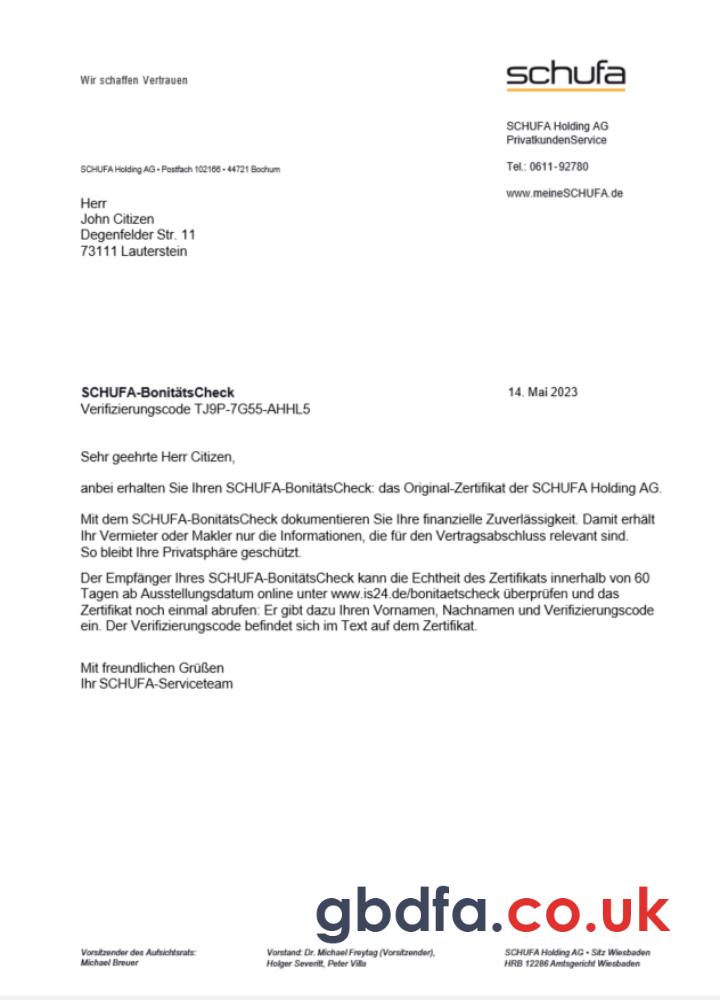 Wir schaffen Vertrauen
schufa
SCHUFA Holding AG
PrivatkundenService
Tel.: 0611-92780
www.meineSCHUFA.de
SCHUFA Holding AG • Postfach 102166 • 44721 Bochum
Herr
John Citizen
Degenfelder Str. 11
73111 Lauterstein
SCHUFA-BonitätsCheck
14. Mai 2023
Verifizierungscode TJ9P-7G55-AHHL5
Sehr geehrte Herr Citizen,
anbei erhalten Sie Ihren SCHUFA-BonitätsCheck: das Original-Zertifikat der SCHUFA Holding AG.
Mit dem SCHUFA-BonitätsCheck dokumentieren Sie Ihre finanzielle Zuverlässigkeit. Damit erhält
Ihr Vermieter oder Makler nur die Informationen, die für den Vertragsabschluss relevant sind.
So bleibt Ihre Privatsphäre geschützt.
Der Empfänger Ihres SCHUFA-BonitätsCheck kann die Echtheit des Zertifikats innerhalb von 60
Tagen ab Ausstellungsdatum online unter www.is24.de/bonitaetscheck überprüfen und das
Zertifikat noch einmal abrufen: Er gibt dazu Ihren Vornamen, Nachnamen und Verifizierungscode
ein. Der Verifizierungscode befindet sich im Text auf dem Zertifikat.
Mit freundlichen Grüßen
Ihr SCHUFA-Serviceteam
gbdfa.co.uk
Vorsitzender des Aufsichtsrats:
Michael Breuer
Vorstand: Dr. Michael Freytag (Vorsitzender),
Holger Severitt, Peter Villa
SCHUFA Holding AG • Sitz Wiesbaden
HRB 12286 Amtsgericht Wiesbaden